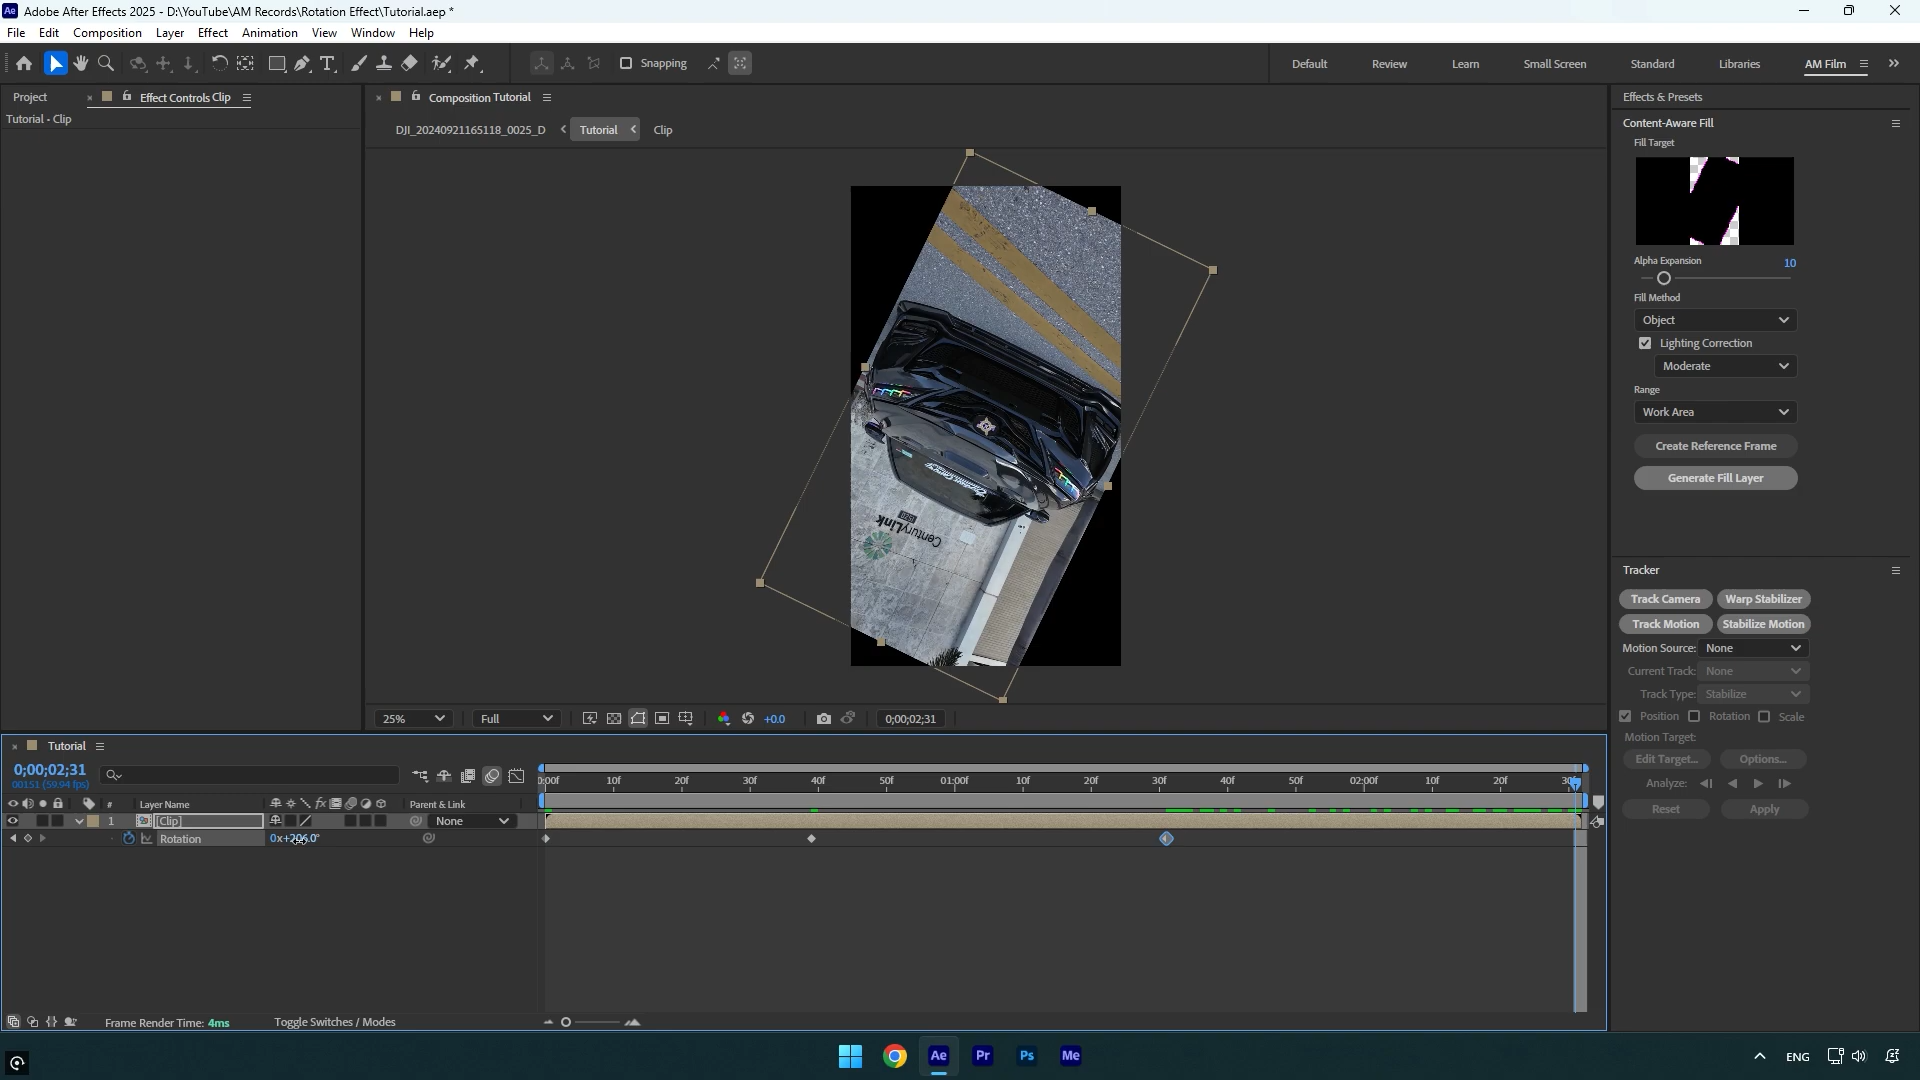 Adobe After Effects 2025 - D:\YouTube\AM Records\Rotation Effect\Tutorial.aep *
File Edit Composition Layer Effect Animation View Window Help
Snapping
Default Review Learn Small Screen Standard Libraries AM Film
Project Effect Controls Clip
Tutorial - Clip
Composition Tutorial
DJI_20240921165118_0025_D Tutorial Clip
Effects & Presets
Content-Aware Fill
Fill Target
Alpha Expansion 10
Fill Method
Object
Lighting Correction
Moderate
Range
Work Area
Create Reference Frame
Generate Fill Layer
CenturyLink
Tracker
Track Camera Warp Stabilizer
Track Motion Stabilize Motion
Motion Source: None
Current Track: None
Track Type: Stabilize
Position Rotation Scale
Motion Target:
Edit Target... Options...
Analyze:
Reset Apply
25% Full +0.0 0;00;02;31
Tutorial
0;00;02;31
00151 (59.94 fps)
0:00f 10f 20f 30f 40f 50f 01:00f 10f 20f 30f 40f 50f 02:00f 10f 20f
# Layer Name Parent & Link
1 [Clip] None
Rotation 0x+206.0°
Frame Render Time: 4ms Toggle Switches / Modes
Ae Pr Ps Me
ENG